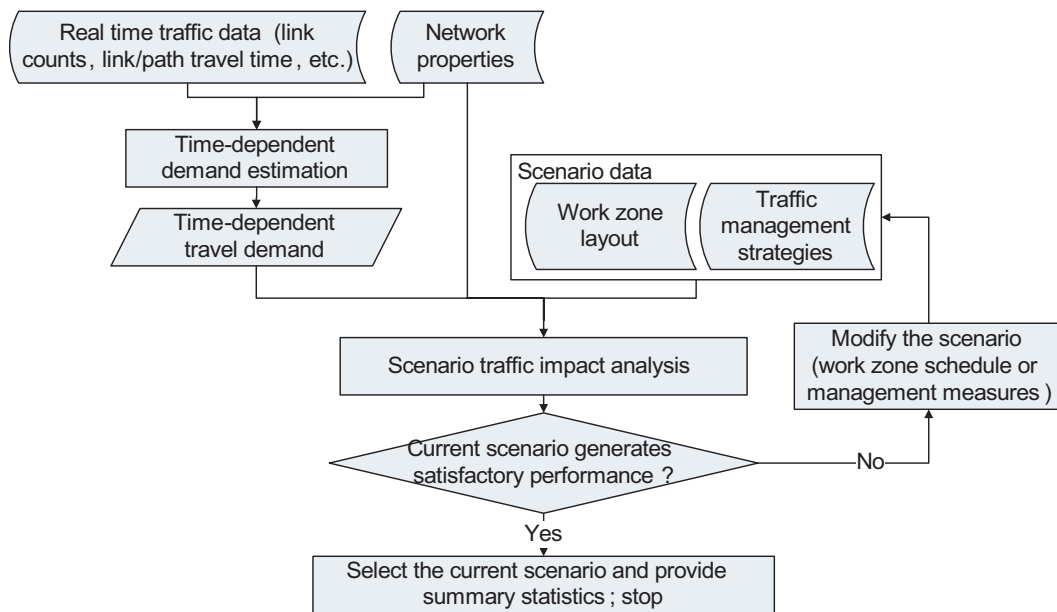 Real time traffic data (link
counts, link/path travel time, etc.)
Network
properties
Time-dependent
demand estimation
Time-dependent
travel demand
Scenario data
Work zone
layout
Traffic
management
strategies
Scenario traffic impact analysis
Modify the scenario
(work zone schedule or
management measures)
Current scenario generates
satisfactory performance ?
No
Yes
Select the current scenario and provide
summary statistics; stop